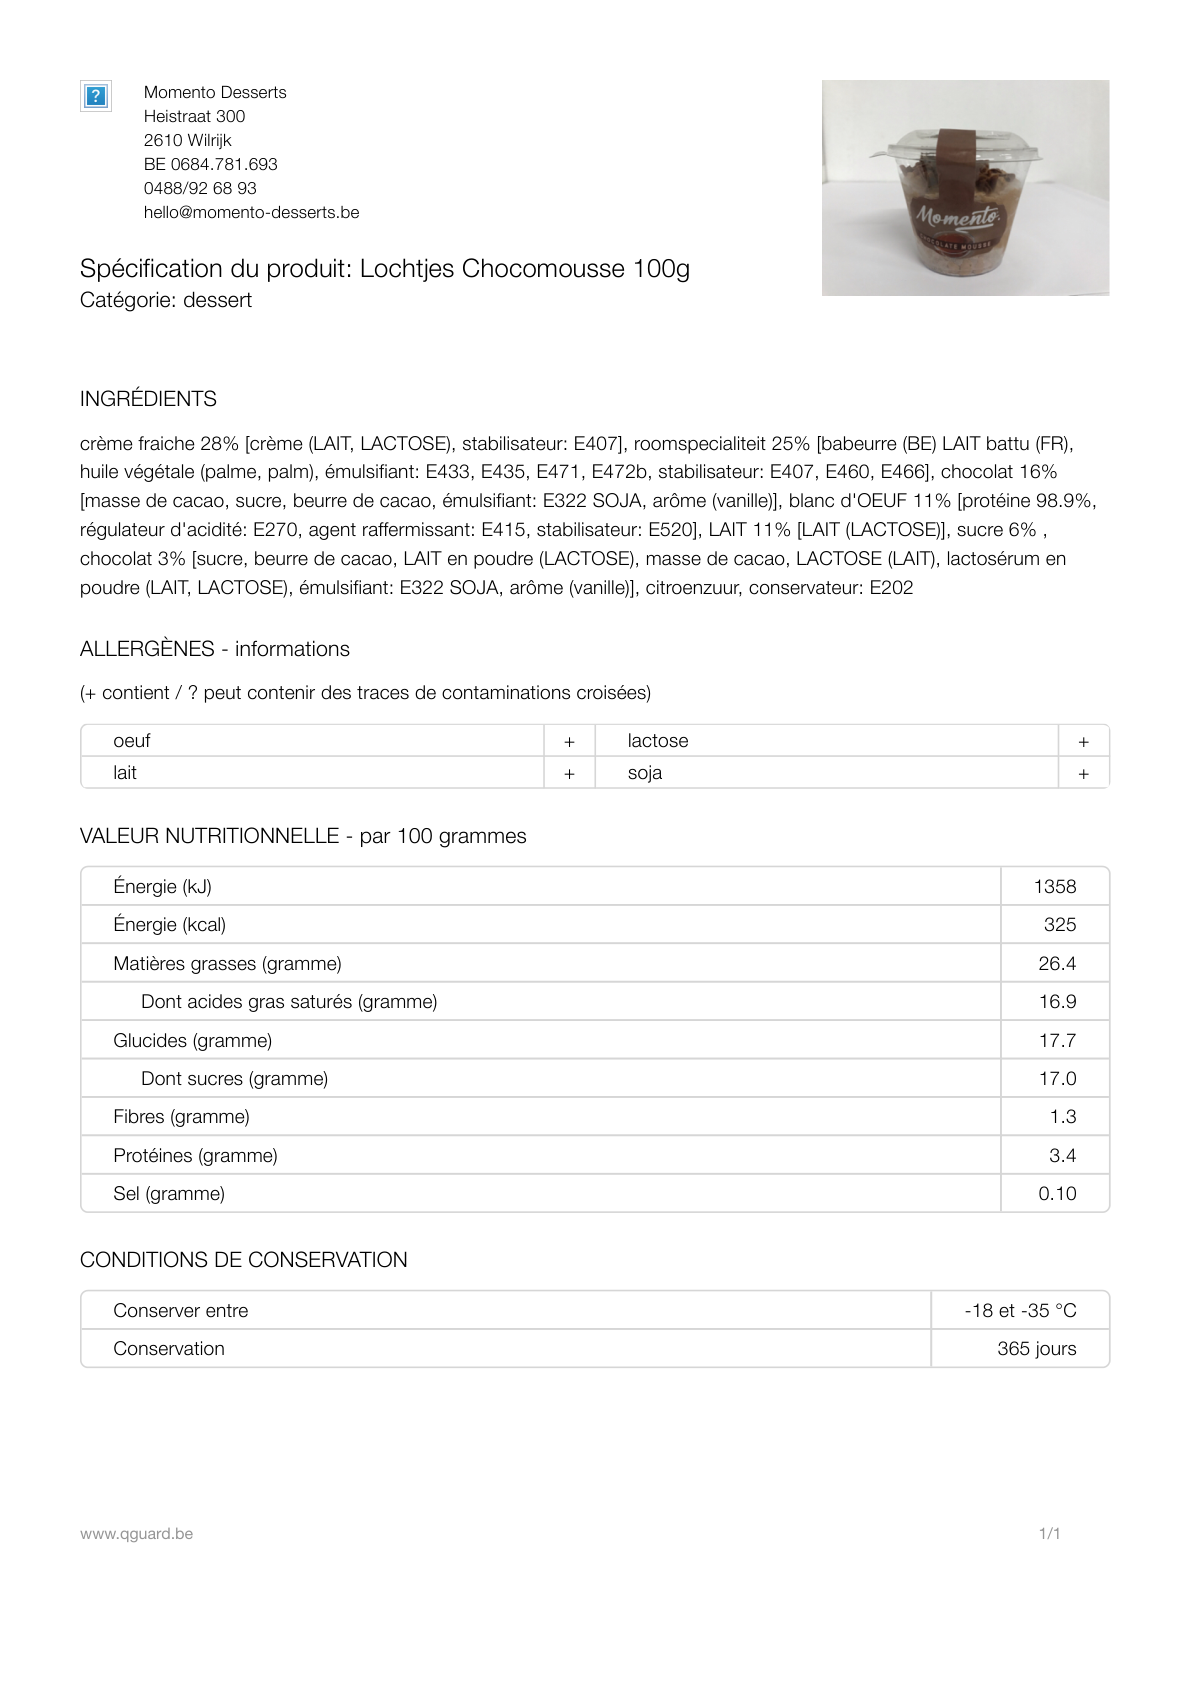 ?
Momento Desserts
Heistraat 300
2610 Wilrijk
BE 0684.781.693
0488/92 68 93
hello@momento-desserts.be
Momento.
CHOCOLATE MOUSSE
Spécification du produit: Lochtjes Chocomousse 100g
Catégorie: dessert
INGRÉDIENTS
crème fraiche 28% [crème (LAIT, LACTOSE), stabilisateur: E407], roomspecialiteit 25% [babeurre (BE) LAIT battu (FR),
huile végétale (palme, palm), émulsifiant: E433, E435, E471, E472b, stabilisateur: E407, E460, E466], chocolat 16%
[masse de cacao, sucre, beurre de cacao, émulsifiant: E322 SOJA, arôme (vanille)], blanc d'OEUF 11% [protéine 98.9%,
régulateur d'acidité: E270, agent raffermissant: E415, stabilisateur: E520], LAIT 11% [LAIT (LACTOSE)], sucre 6% ,
chocolat 3% [sucre, beurre de cacao, LAIT en poudre (LACTOSE), masse de cacao, LACTOSE (LAIT), lactosérum en
poudre (LAIT, LACTOSE), émulsifiant: E322 SOJA, arôme (vanille)], citroenzuur, conservateur: E202
ALLERGÈNES - informations
(+ contient / ? peut contenir des traces de contaminations croisées)
oeuf + lactose +
lait + soja +
VALEUR NUTRITIONNELLE - par 100 grammes
Énergie (kJ) 1358
Énergie (kcal) 325
Matières grasses (gramme) 26.4
Dont acides gras saturés (gramme) 16.9
Glucides (gramme) 17.7
Dont sucres (gramme) 17.0
Fibres (gramme) 1.3
Protéines (gramme) 3.4
Sel (gramme) 0.10
CONDITIONS DE CONSERVATION
Conserver entre -18 et -35 °C
Conservation 365 jours
www.qguard.be 1/1